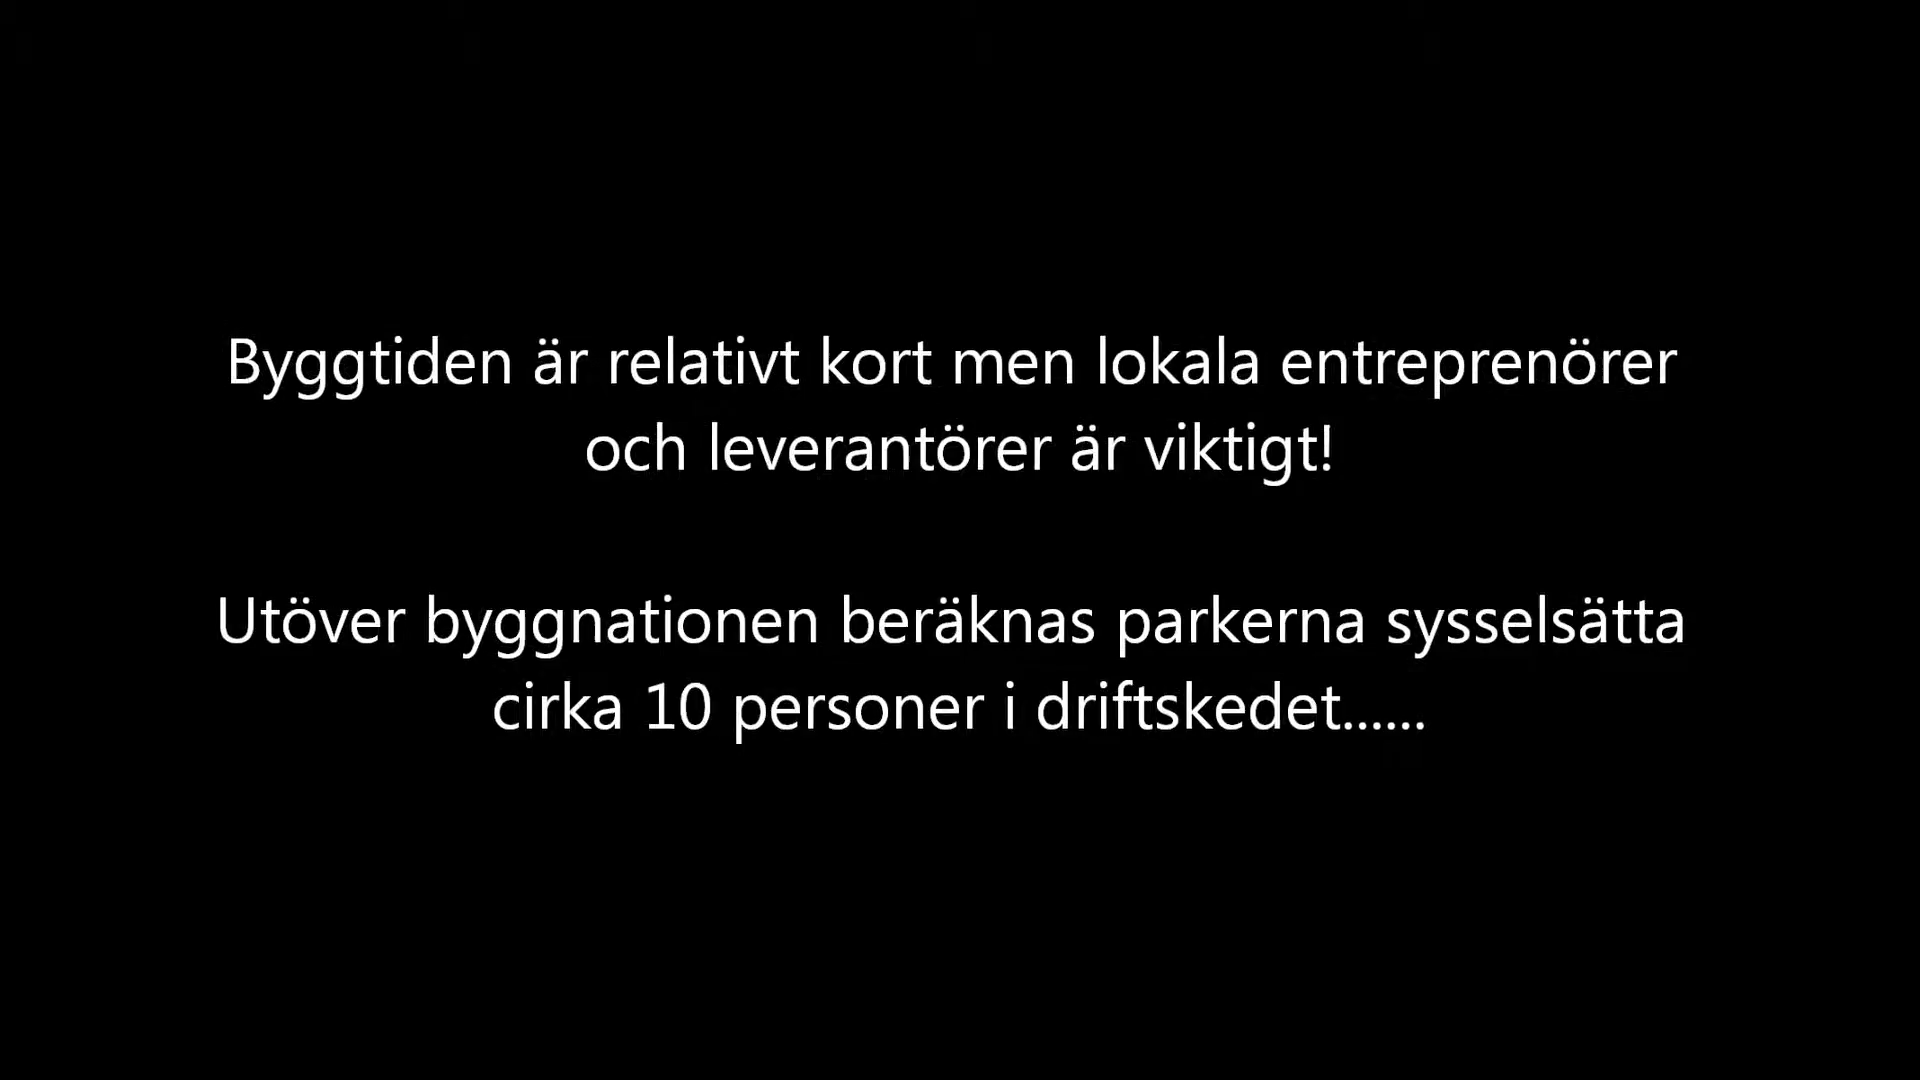 Byggtiden är relativt kort men lokala entreprenörer
och leverantörer är viktigt!
Utöver byggnationen beräknas parkerna sysselsätta
cirka 10 personer i driftskedet......